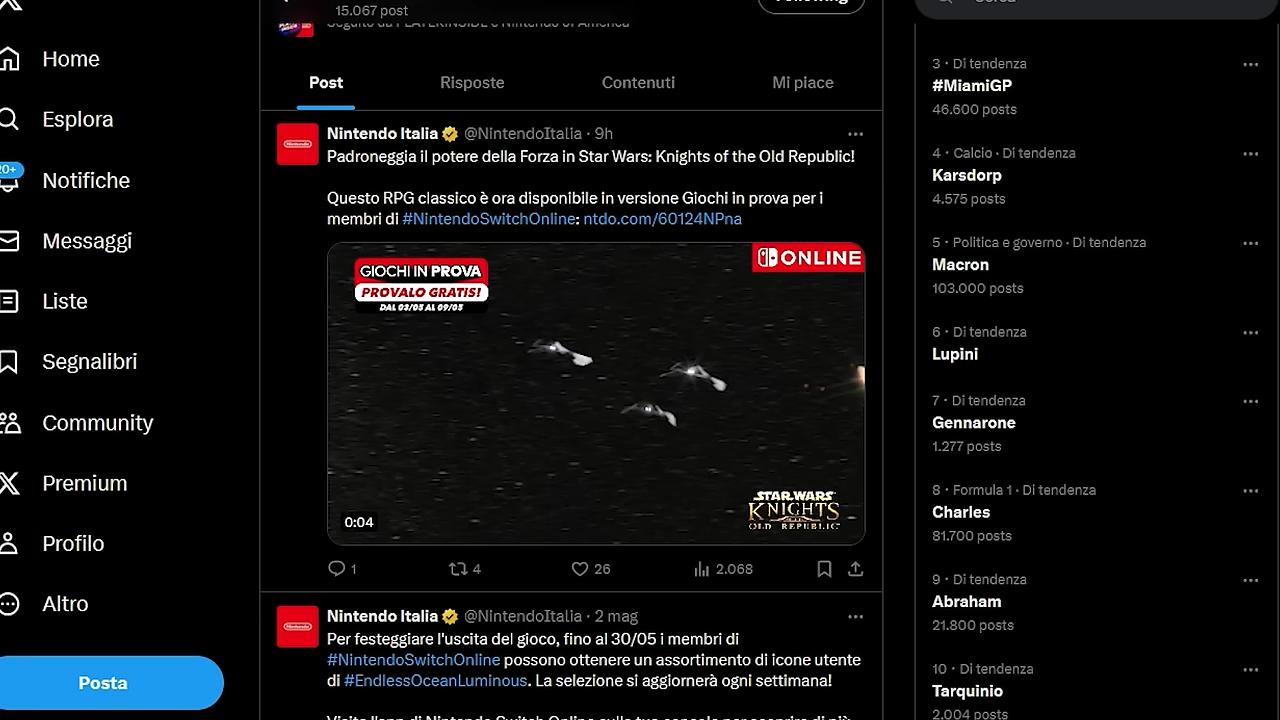 Home
Esplora
20+
Notifiche
Messaggi
Liste
Segnalibri
Community
Premium
Profilo
Altro
Posta
15.067 post
Following
Seguito da PLAYERINSIDE e Nintendo of America
Post
Risposte
Contenuti
Mi piace
Nintendo Italia @NintendoItalia · 9h
Padroneggia il potere della Forza in Star Wars: Knights of the Old Republic!
Questo RPG classico è ora disponibile in versione Giochi in prova per i
membri di #NintendoSwitchOnline: ntdo.com/60124NPna
GIOCHI IN PROVA
PROVALO GRATIS!
DAL 03/05 AL 09/05
ONLINE
STAR WARS
KNIGHTS
OLD REPUBLIC
0:04
1
4
26
2.068
Nintendo Italia @NintendoItalia · 2 mag
Per festeggiare l'uscita del gioco, fino al 30/05 i membri di
#NintendoSwitchOnline possono ottenere un assortimento di icone utente
di #EndlessOceanLuminous. La selezione si aggiornerà ogni settimana!
Visita l'app di Nintendo Switch Online sulla tua console per scoprire di più
Cerca
3 · Di tendenza
#MiamiGP
46.600 posts
4 · Calcio · Di tendenza
Karsdorp
4.575 posts
5 · Politica e governo · Di tendenza
Macron
103.000 posts
6 · Di tendenza
Lupini
7 · Di tendenza
Gennarone
1.277 posts
8 · Formula 1 · Di tendenza
Charles
81.700 posts
9 · Di tendenza
Abraham
21.800 posts
10 · Di tendenza
Tarquinio
2.004 posts